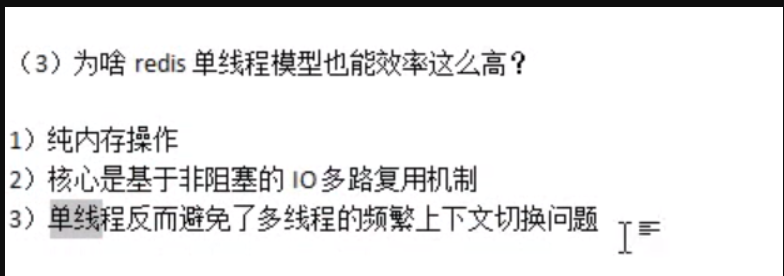 （3）为啥 redis 单线程模型也能效率这么高？
1）纯内存操作
2）核心是基于非阻塞的 IO 多路复用机制
3）单线程反而避免了多线程的频繁上下文切换问题